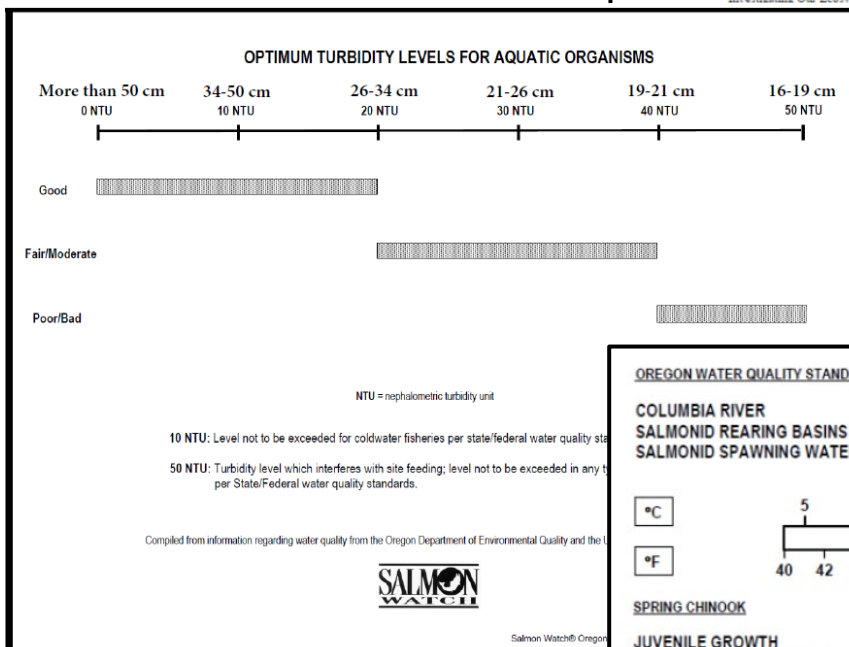 OPTIMUM TURBIDITY LEVELS FOR AQUATIC ORGANISMS
More than 50 cm 34-50 cm 26-34 cm 21-26 cm 19-21 cm 16-19 cm
0 NTU 10 NTU 20 NTU 30 NTU 40 NTU 50 NTU
Good
Fair/Moderate
Poor/Bad
NTU = nephalometric turbidity unit
10 NTU: Level not to be exceeded for coldwater fisheries per state/federal water quality sta
50 NTU: Turbidity level which interferes with site feeding; level not to be exceeded in any ty
per State/Federal water quality standards.
Compiled from information regarding water quality from the Oregon Department of Environmental Quality and the U
SALMON
WATCH
Salmon Watch® Oregon
OREGON WATER QUALITY STAND
COLUMBIA RIVER
SALMONID REARING BASINS
SALMONID SPAWNING WATE
°C 5
°F 40 42
SPRING CHINOOK
JUVENILE GROWTH